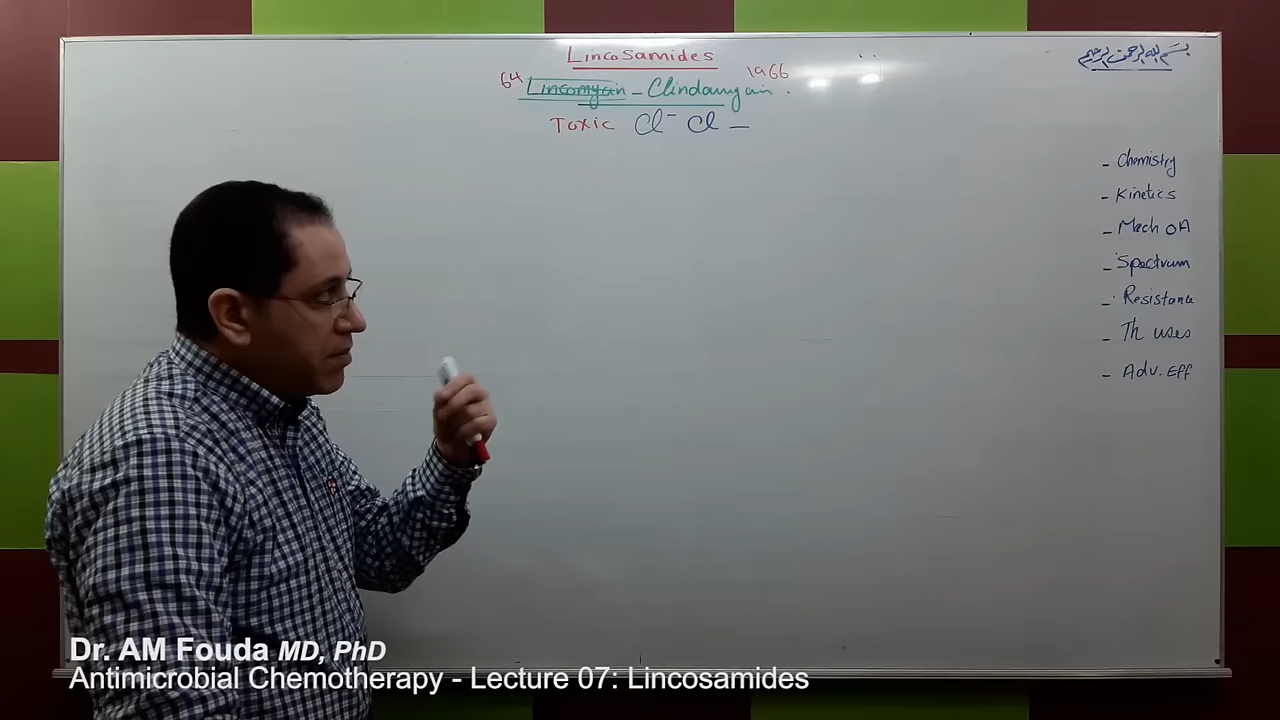 Lincosamides
بسم الله الرحمن الرحيم
64 Lincomycin - Clindamycin 1966
Toxic Cl⁻ Cl -
- Chemistry
- Kinetics
- Mech OA
- Spectrum
- Resistance
- Th uses
- Adv. Eff
Dr. AM Fouda MD, PhD
Antimicrobial Chemotherapy - Lecture 07: Lincosamides